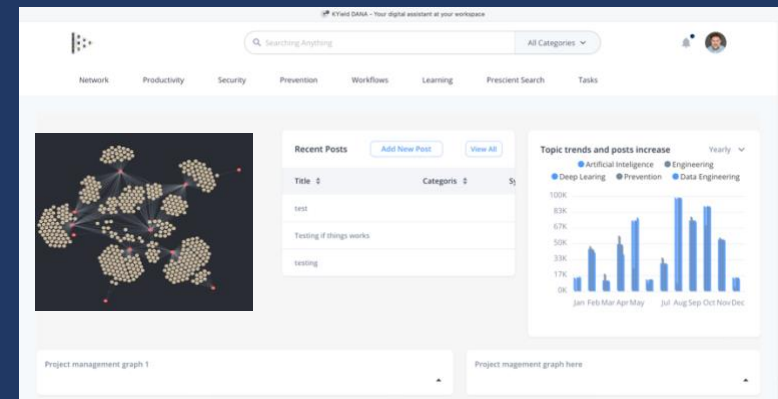 KYield DANA – Your digital assistant at your workspace
Searching Anything
All Categories
Network Productivity Security Prevention Workflows Learning Prescient Search Tasks
Recent Posts Add New Post View All
Title Categoris Sy
test
Testing if things works
testing
Topic trends and posts increase Yearly
Artificial Inteligence Engineering
Deep Learing Prevention Data Engineering
100K
83K
67K
50K
33K
17K
0K
Jan Feb Mar Apr May Jul Aug Sep Oct Nov Dec
Project management graph 1
Project magement graph here